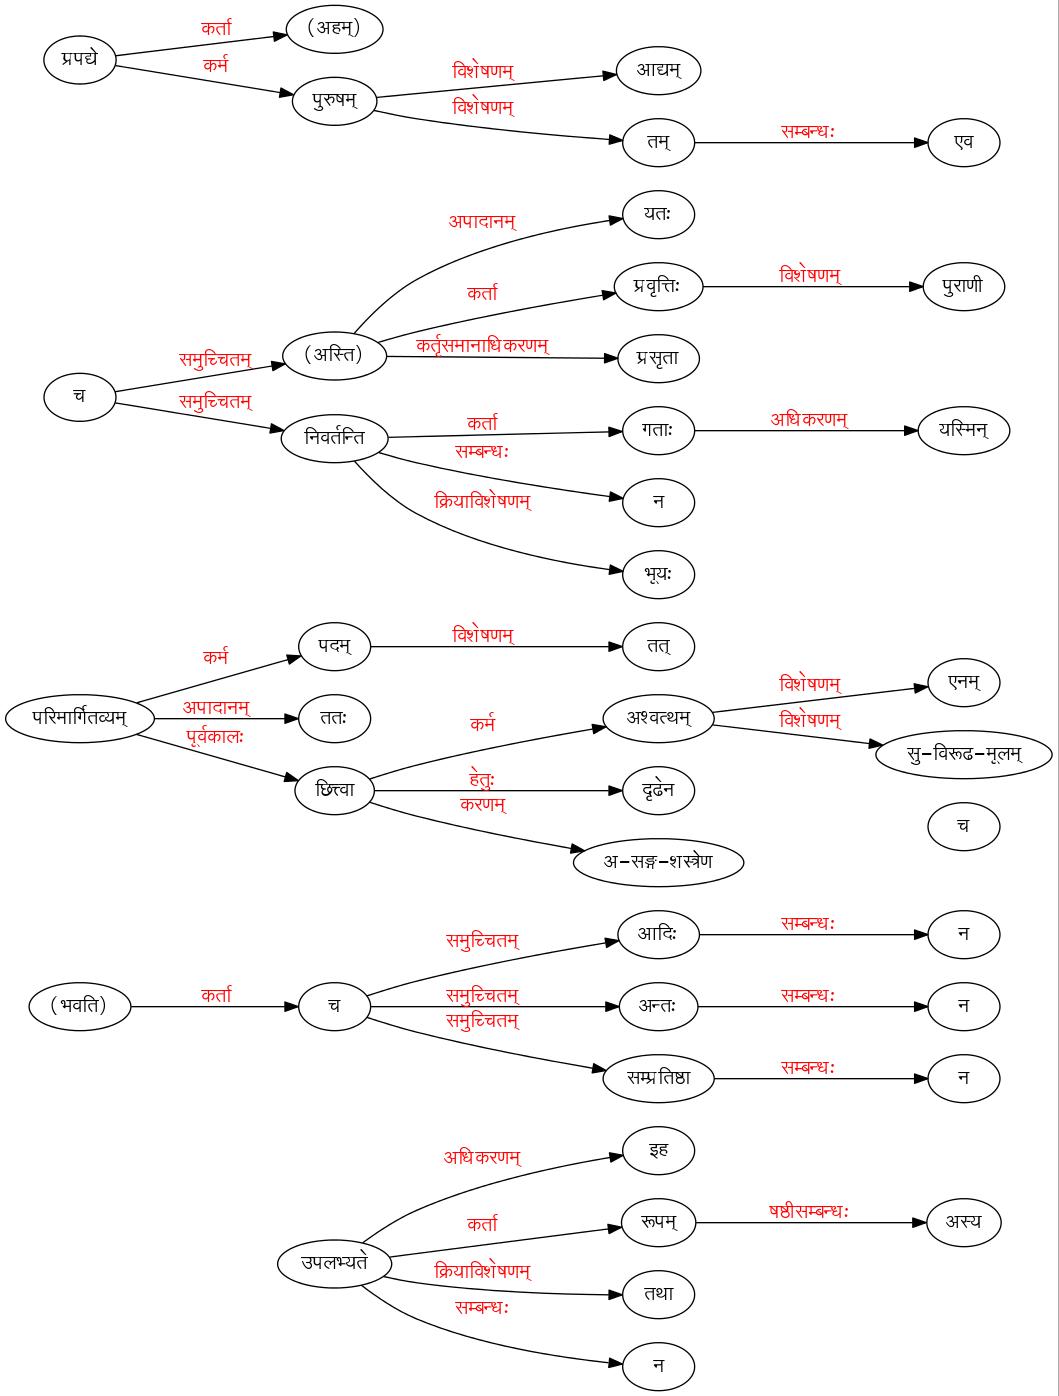 कर्ता
(अहम्)
प्रपद्ये
कर्म
पुरुषम्
विशेषणम्
आद्यम्
विशेषणम्
तम्
सम्बन्धः
एव
यतः
अपादानम्
कर्ता
प्रवृत्तिः
विशेषणम्
पुराणी
(अस्ति)
कर्तृसमानाधिकरणम्
प्रसृता
समुच्चितम्
च
समुच्चितम्
निवर्तन्ति
कर्ता
गताः
अधिकरणम्
यस्मिन्
सम्बन्धः
न
क्रियाविशेषणम्
भूयः
कर्म
पदम्
विशेषणम्
तत्
परिमार्गितव्यम्
अपादानम्
ततः
पूर्वकालः
छित्त्वा
कर्म
अश्वत्थम्
विशेषणम्
एनम्
विशेषणम्
सु-विरूढ-मूलम्
हेतुः
दृढेन
करणम्
अ-सङ्ग-शस्त्रेण
च
समुच्चितम्
आदिः
सम्बन्धः
न
(भवति)
कर्ता
च
समुच्चितम्
अन्तः
सम्बन्धः
न
समुच्चितम्
सम्प्रतिष्ठा
सम्बन्धः
न
अधिकरणम्
इह
उपलभ्यते
कर्ता
रूपम्
षष्ठीसम्बन्धः
अस्य
क्रियाविशेषणम्
तथा
सम्बन्धः
न